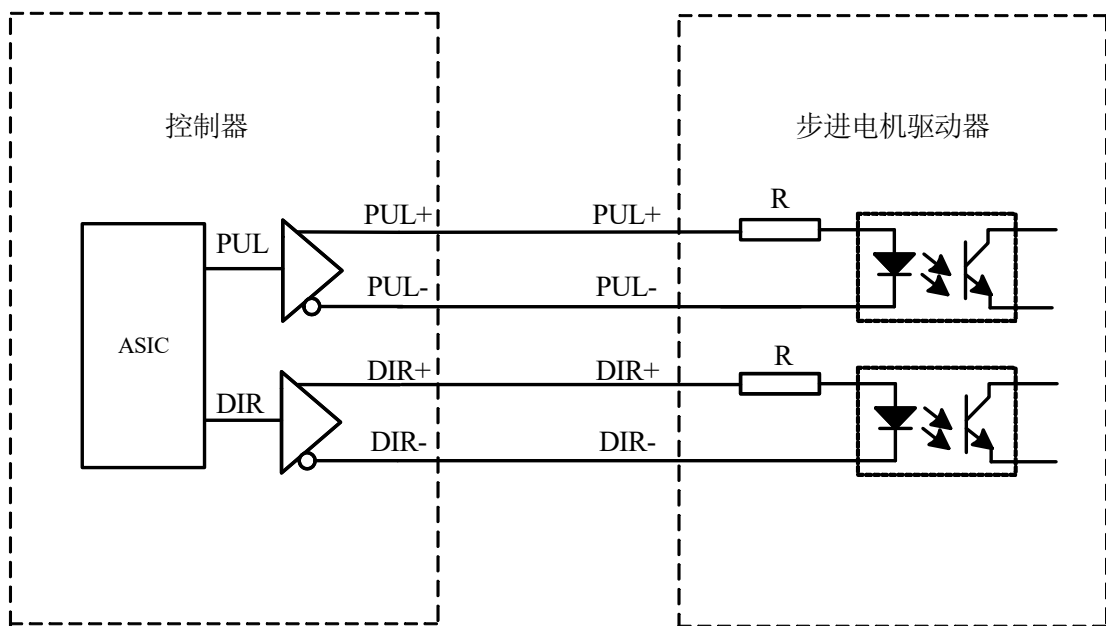 控制器
步进电机驱动器
R
PUL+
PUL+
PUL
PUL-
PUL-
ASIC
R
DIR+
DIR+
DIR
DIR-
DIR-